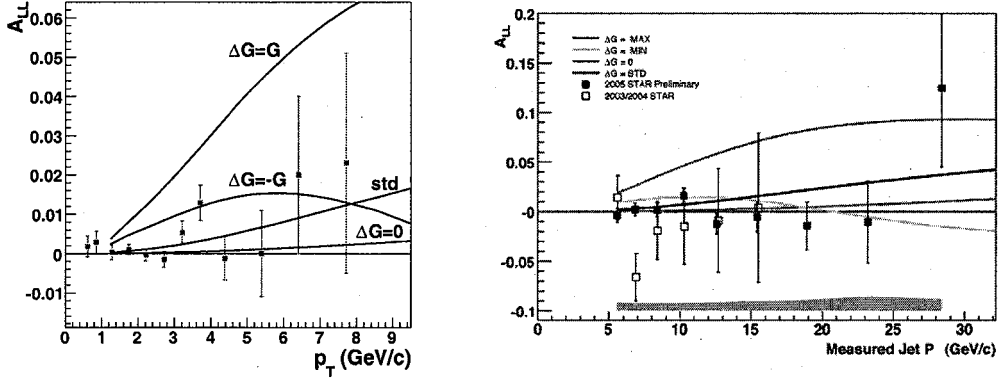 A_LL
0.06
0.05
0.04
0.03
0.02
0.01
0
-0.01
ΔG=G
ΔG=-G
std
ΔG=0
0 1 2 3 4 5 6 7 8 9
p_T (GeV/c)
A_LL
0.2
0.15
0.1
0.05
-0
-0.05
-0.1
ΔG = MAX
ΔG = MIN
ΔG = 0
ΔG = STD
2005 STAR Preliminary
2003/2004 STAR
0 5 10 15 20 25 30
Measured Jet P (GeV/c)